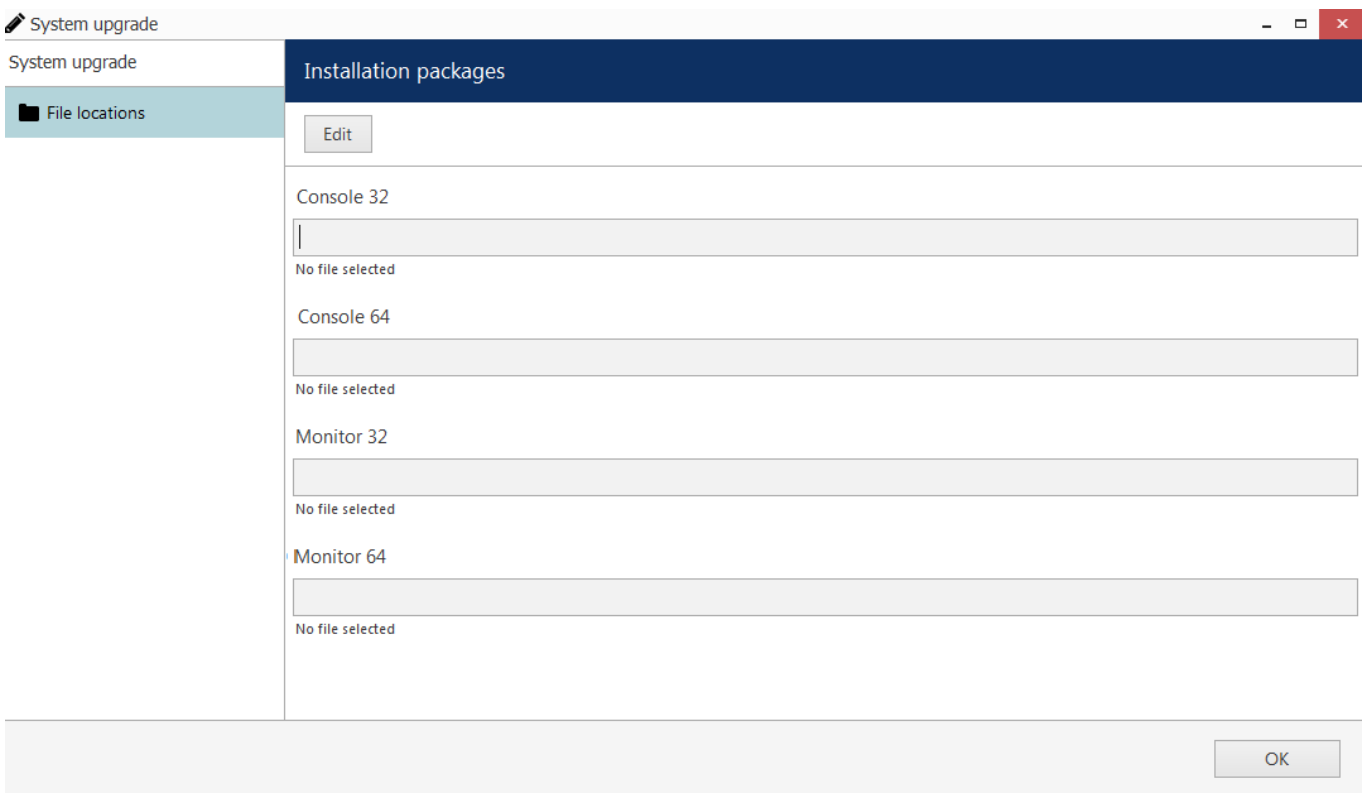 System upgrade
System upgrade
File locations
Installation packages
Edit
Console 32
No file selected
Console 64
No file selected
Monitor 32
No file selected
Monitor 64
No file selected
OK